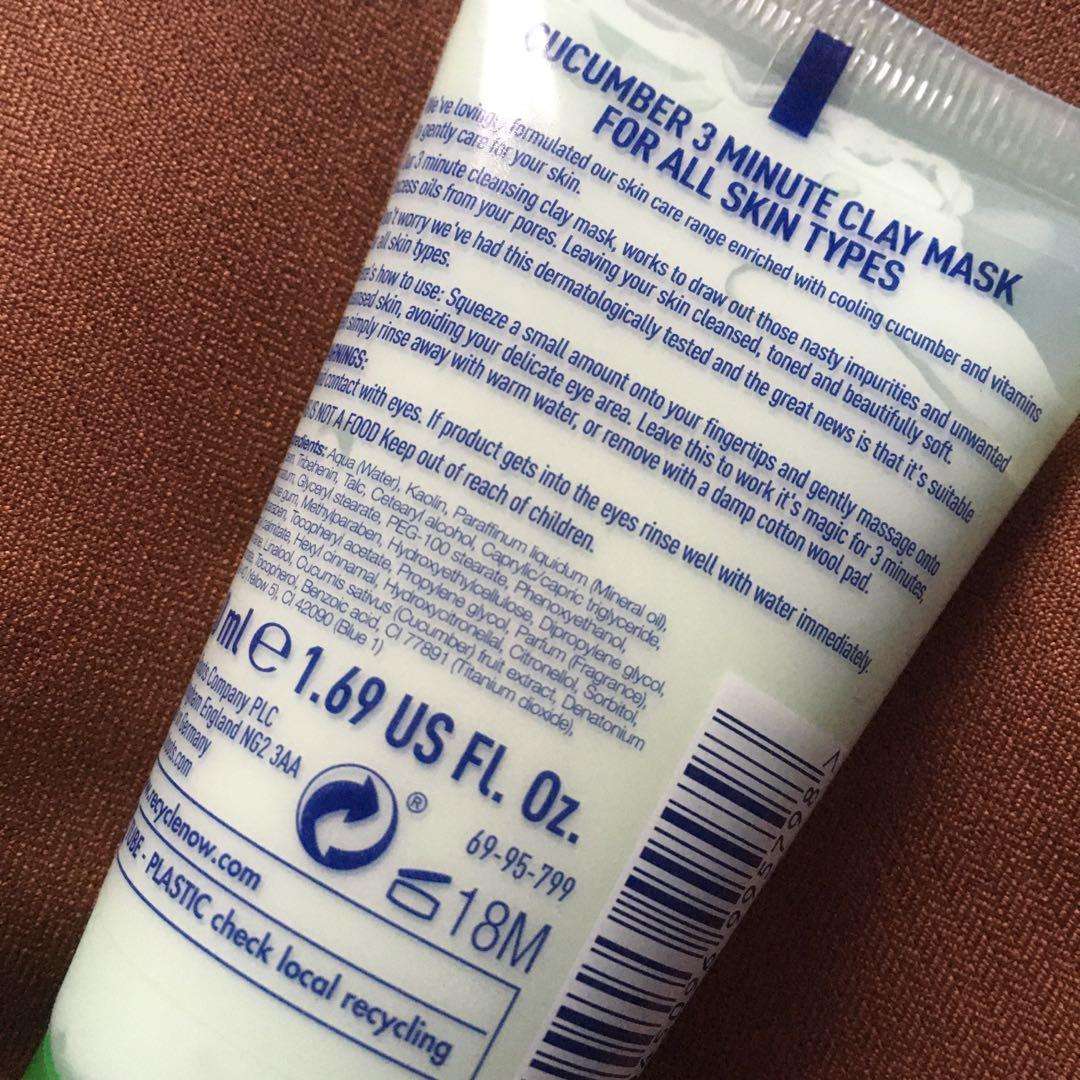 CUCUMBER 3 MINUTE CLAY MASK
FOR ALL SKIN TYPES
We've lovingly formulated our skin care range enriched with cooling cucumber and vitamins
gently care for your skin.
3 minute cleansing clay mask, works to draw out those nasty impurities and unwanted
oils from your pores. Leaving your skin cleansed, toned and beautifully soft.
worry we've had this dermatologically tested and the great news is that it's suitable
all skin types.
how to use: Squeeze a small amount onto your fingertips and gently massage onto
skin, avoiding your delicate eye area. Leave this to work it's magic for 3 minutes,
simply rinse away with warm water, or remove with a damp cotton wool pad.
contact with eyes. If product gets into the eyes rinse well with water immediately.
IS NOT A FOOD Keep out of reach of children.
Aqua (Water), Kaolin, Paraffinum liquidum (Mineral oil),
Tribehenin, Talc, Cetearyl alcohol, Caprylic/capric triglyceride,
Glyceryl stearate, PEG-100 stearate, Phenoxyethanol,
gum, Methylparaben, Hydroxyethylcellulose, Dipropylene glycol,
Tocopheryl acetate, Propylene glycol, Parfum (Fragrance),
Hexyl cinnamal, Hydroxycitronellal, Citronellol, Sorbitol,
Linalool, Cucumis sativus (Cucumber) fruit extract, Denatonium
Tocopherol, Benzoic acid, CI 77891 (Titanium dioxide),
(Yellow 5), CI 42090 (Blue 1)
ml e 1.69 US Fl. Oz.
Company PLC
England NG2 3AA
Germany
69-95-799
®
18M
www.recyclenow.com
TUBE - PLASTIC check local recycling